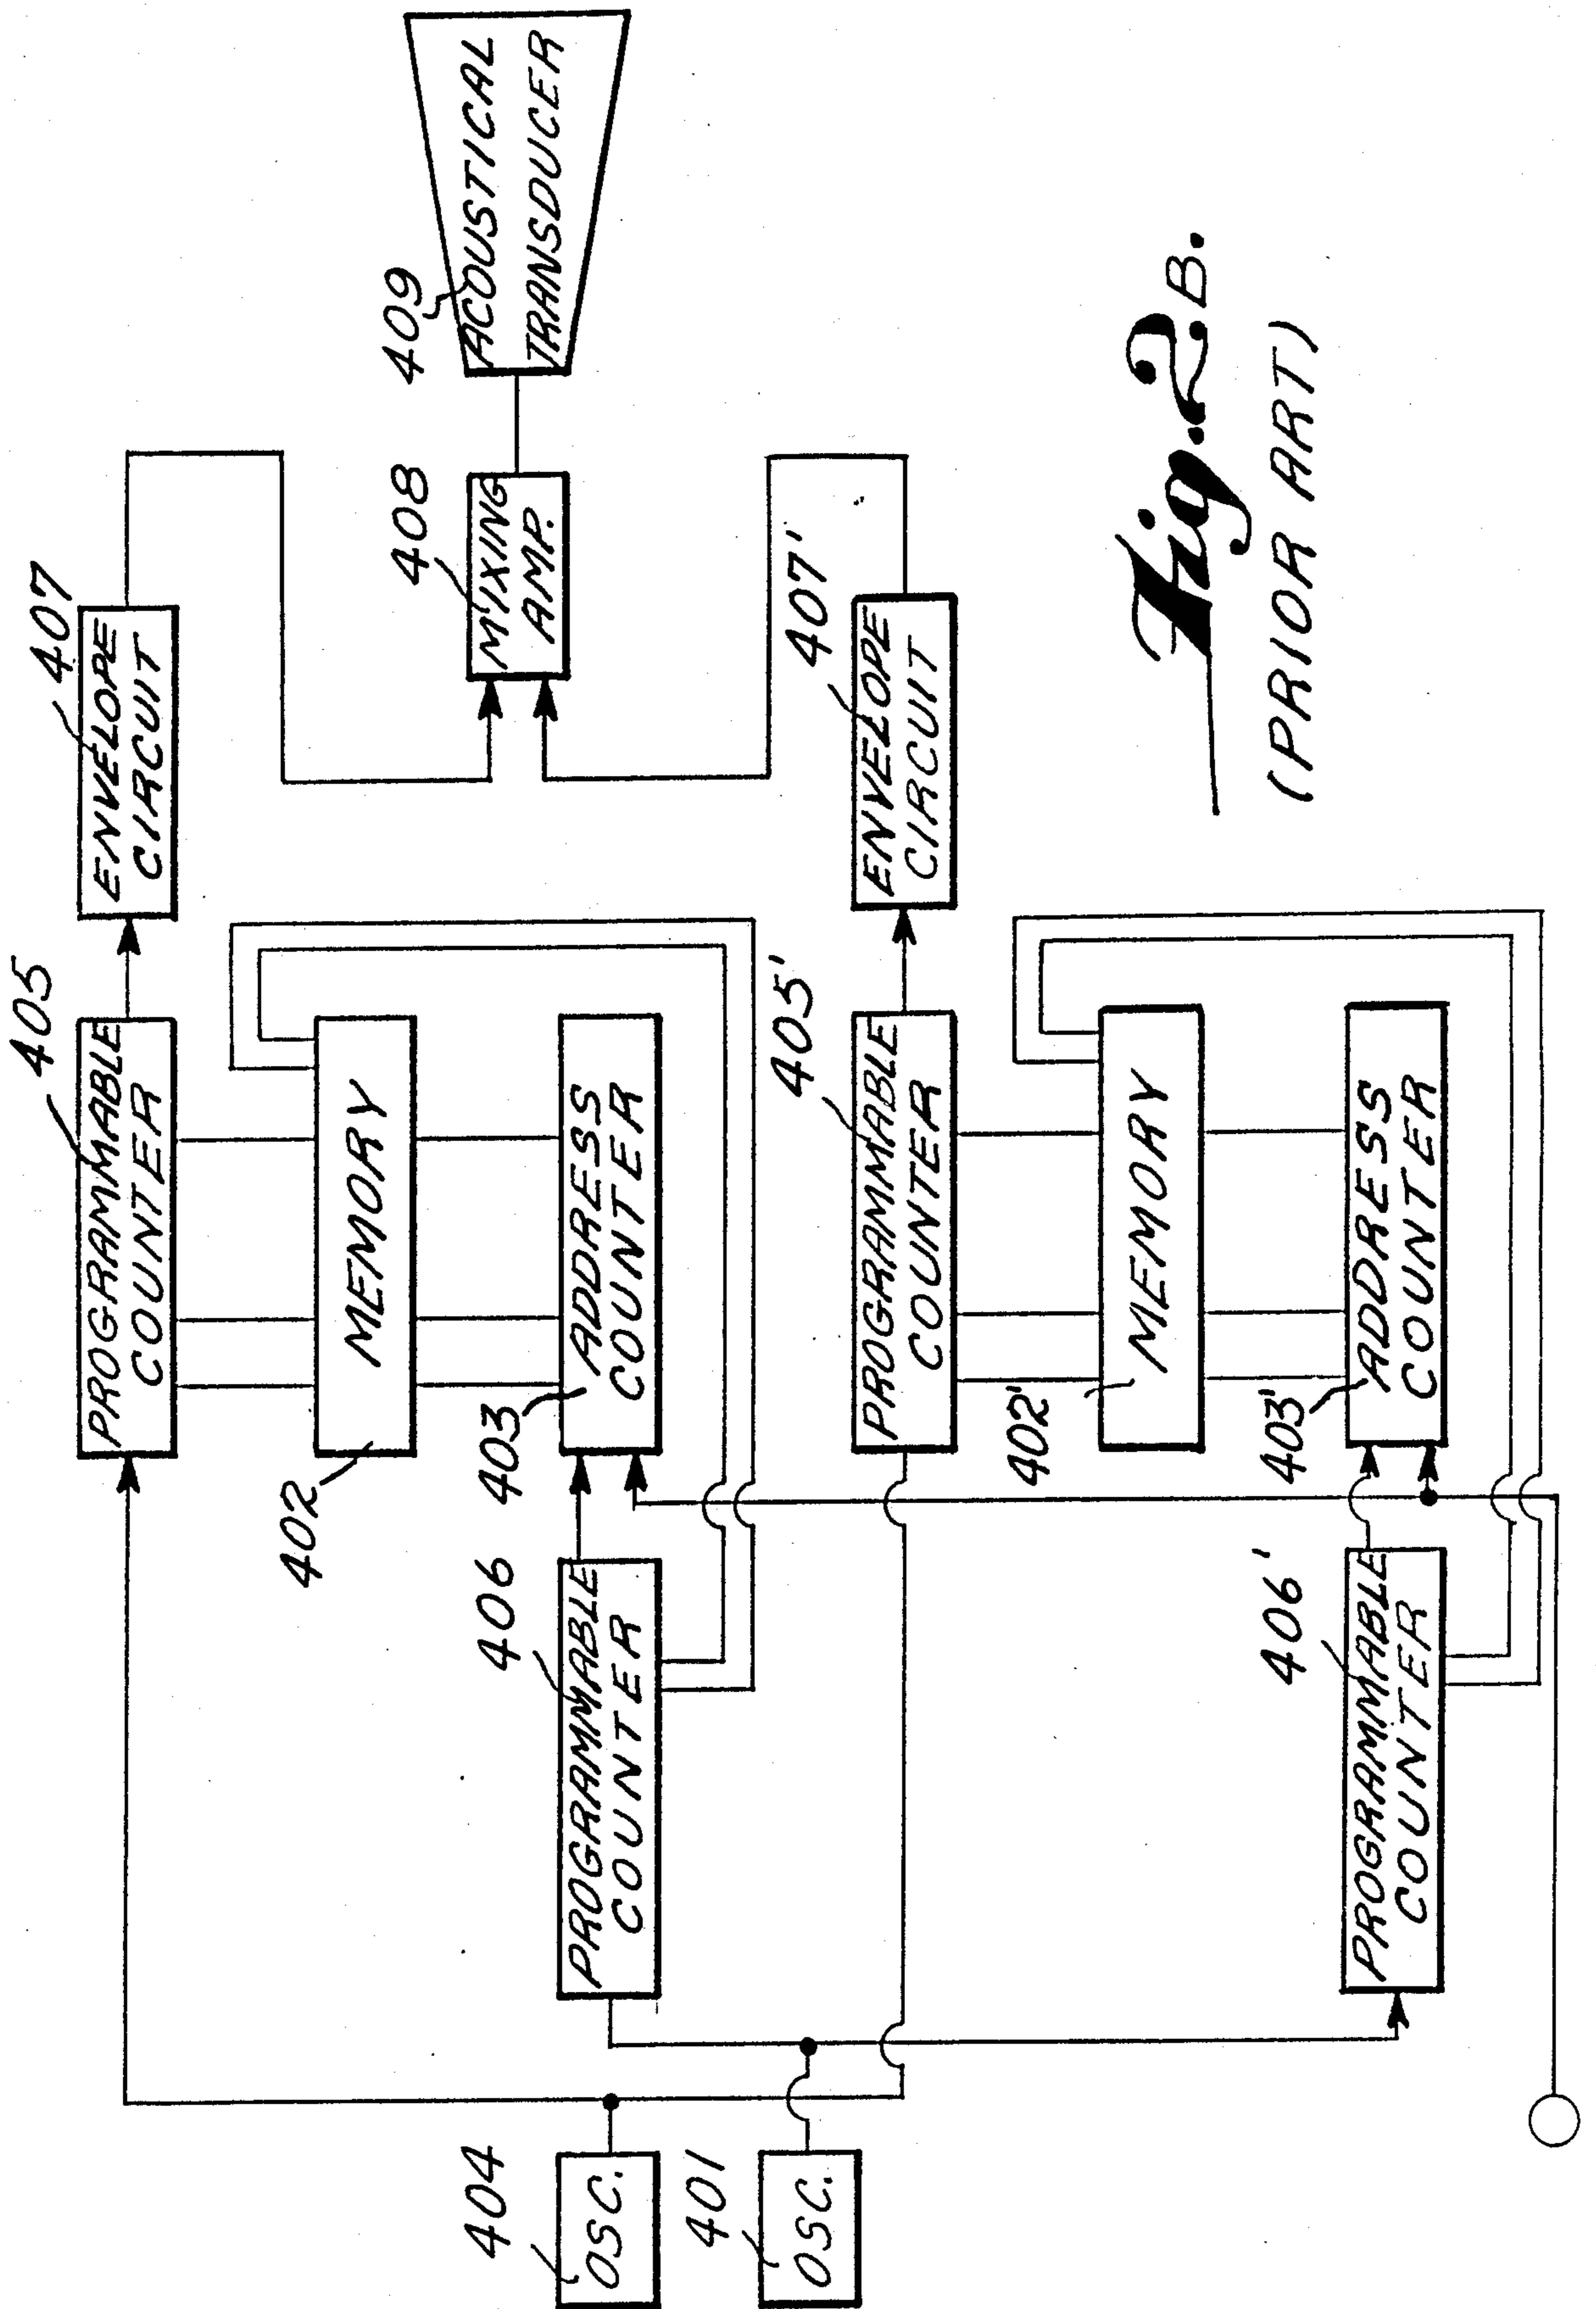 405
PROGRAMMABLE
COUNTER
407
ENVELOPE
CIRCUIT
402
MEMORY
409
ACOUSTICAL
TRANSDUCER
408
MIXING
AMP.
404
OSC.
406
PROGRAMMABLE
COUNTER
403
ADDRESS
COUNTER
401
OSC.
405'
PROGRAMMABLE
COUNTER
407'
ENVELOPE
CIRCUIT
402'
MEMORY
406'
PROGRAMMABLE
COUNTER
403'
ADDRESS
COUNTER
Fig. 2B.
(PRIOR ART)